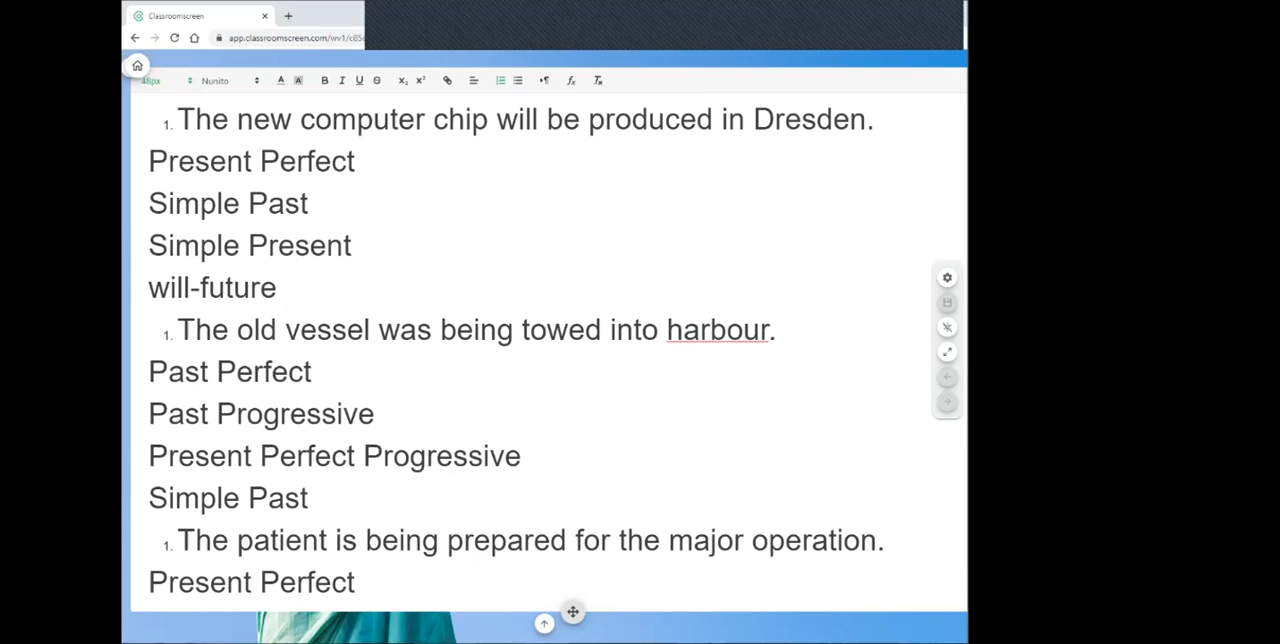 Classroomscreen
app.classroomscreen.com/wv1/c85c
48px Nunito
1. The new computer chip will be produced in Dresden.
Present Perfect
Simple Past
Simple Present
will-future
1. The old vessel was being towed into harbour.
Past Perfect
Past Progressive
Present Perfect Progressive
Simple Past
1. The patient is being prepared for the major operation.
Present Perfect